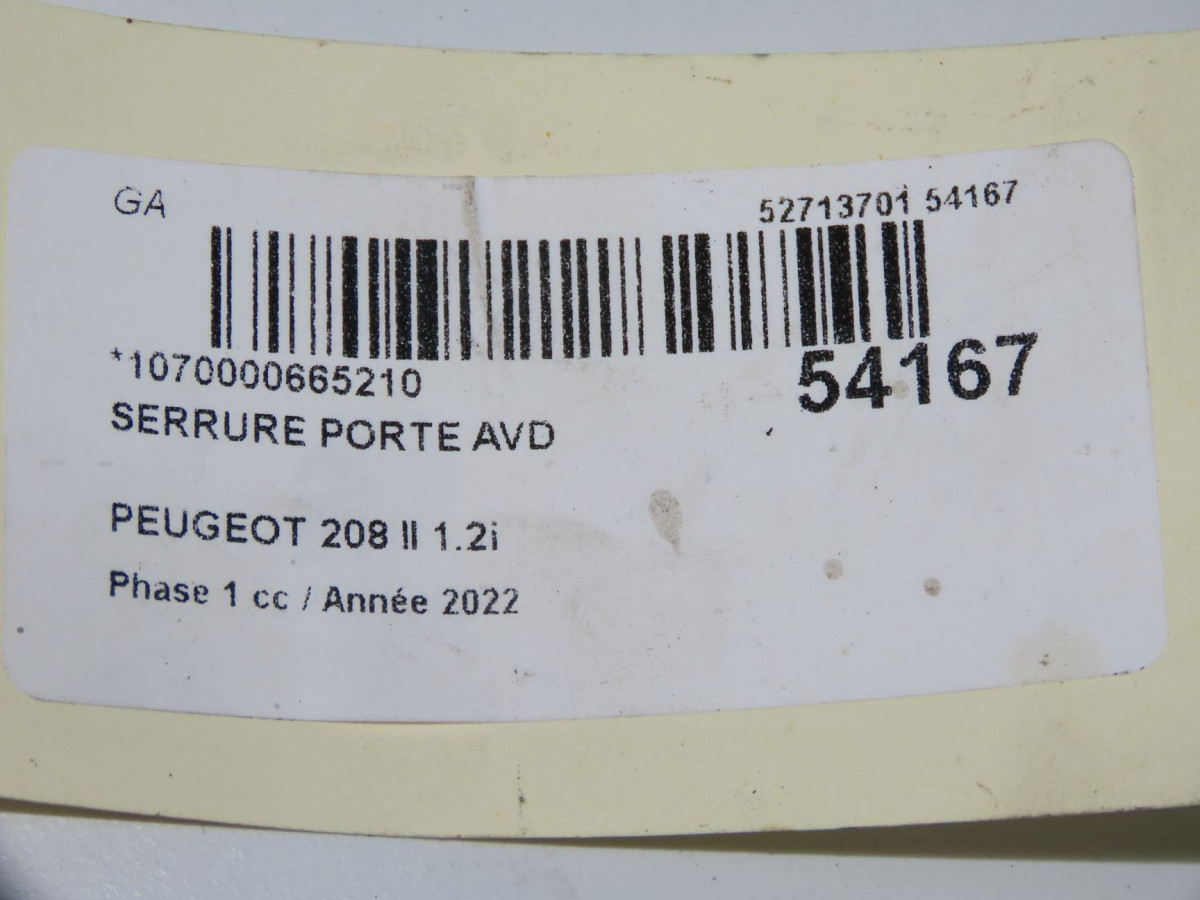 GA
52713701 54167
*1070000665210
54167
SERRURE PORTE AVD
PEUGEOT 208 II 1.2i
Phase 1 cc / Année 2022